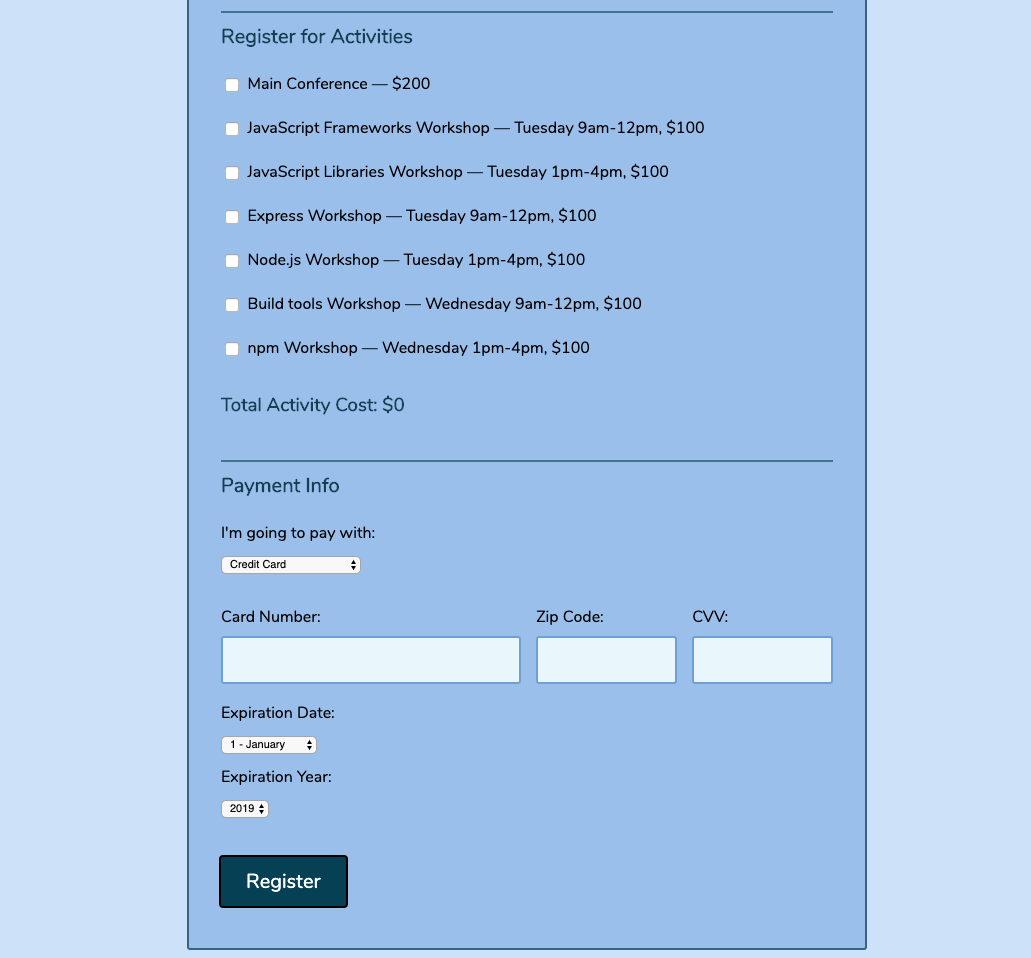 Register for Activities
Main Conference — $200
JavaScript Frameworks Workshop — Tuesday 9am-12pm, $100
JavaScript Libraries Workshop — Tuesday 1pm-4pm, $100
Express Workshop — Tuesday 9am-12pm, $100
Node.js Workshop — Tuesday 1pm-4pm, $100
Build tools Workshop — Wednesday 9am-12pm, $100
npm Workshop — Wednesday 1pm-4pm, $100
Total Activity Cost: $0
Payment Info
I'm going to pay with:
Credit Card
Card Number: Zip Code: CVV:
Expiration Date:
1 - January
Expiration Year:
2019
Register